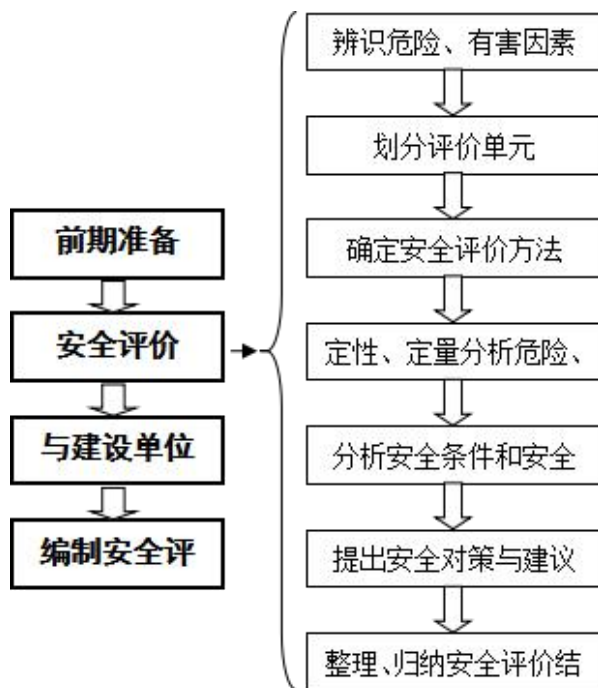 前期准备
安全评价
与建设单位
编制安全评
辨识危险、有害因素
划分评价单元
确定安全评价方法
定性、定量分析危险、
分析安全条件和安全
提出安全对策与建议
整理、归纳安全评价结